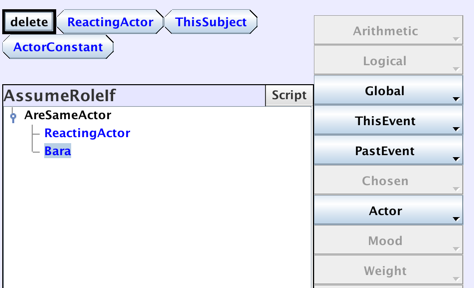 delete ReactingActor ThisSubject
ActorConstant
AssumeRoleIf Script
AreSameActor
ReactingActor
Bara
Arithmetic
Logical
Global
ThisEvent
PastEvent
Chosen
Actor
Mood
Weight